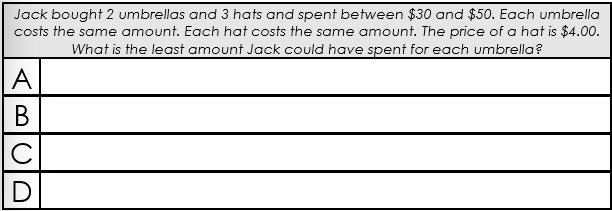 Jack bought 2 umbrellas and 3 hats and spent between $30 and $50. Each umbrella
costs the same amount. Each hat costs the same amount. The price of a hat is $4.00.
What is the least amount Jack could have spent for each umbrella?
A
B
C
D